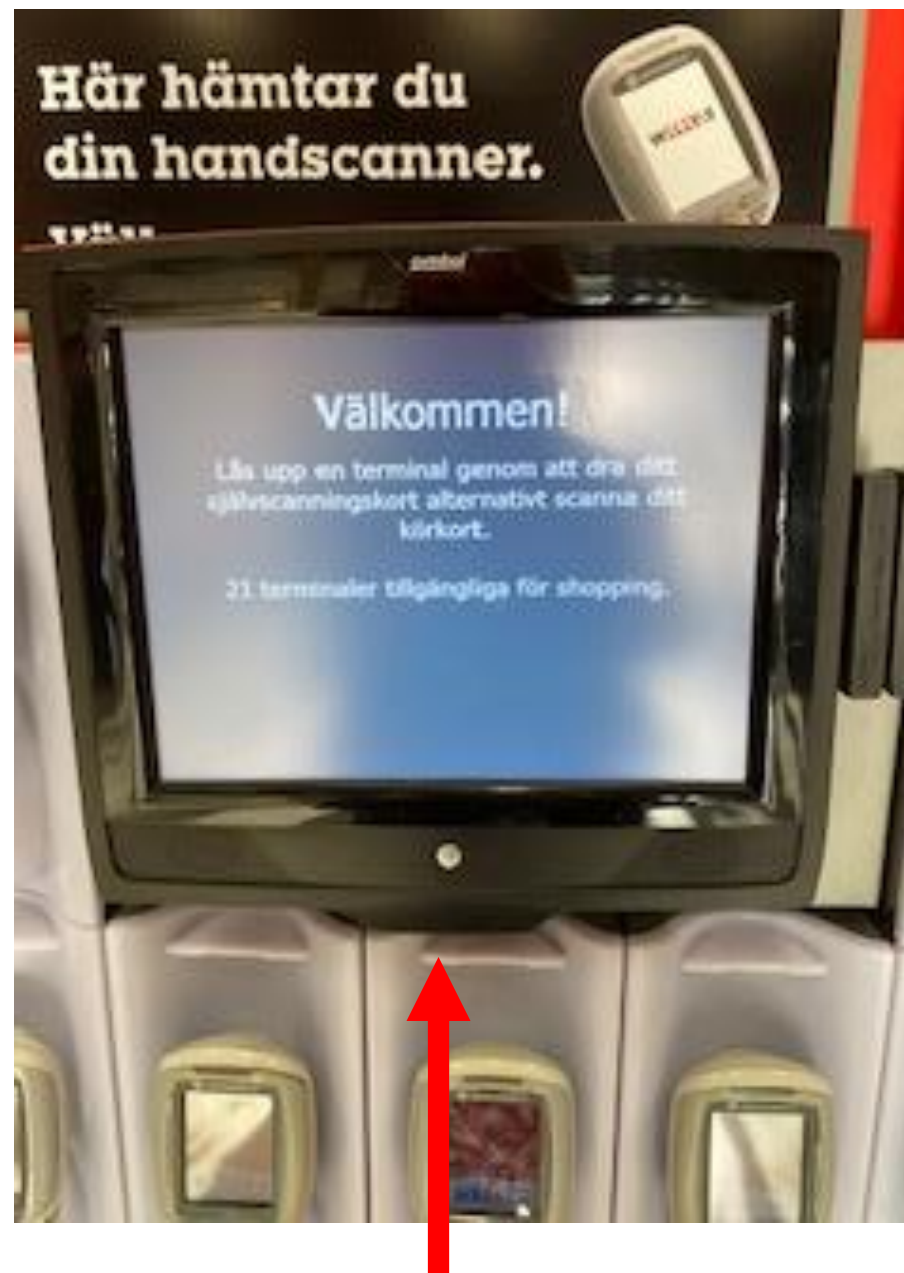 Här hämtar du
din handscanner.
symbol
Välkommen!
Lås upp en terminal genom att dra ditt
självscanningskort alternativt scanna ditt
körkort.
21 terminaler tillgängliga för shopping.